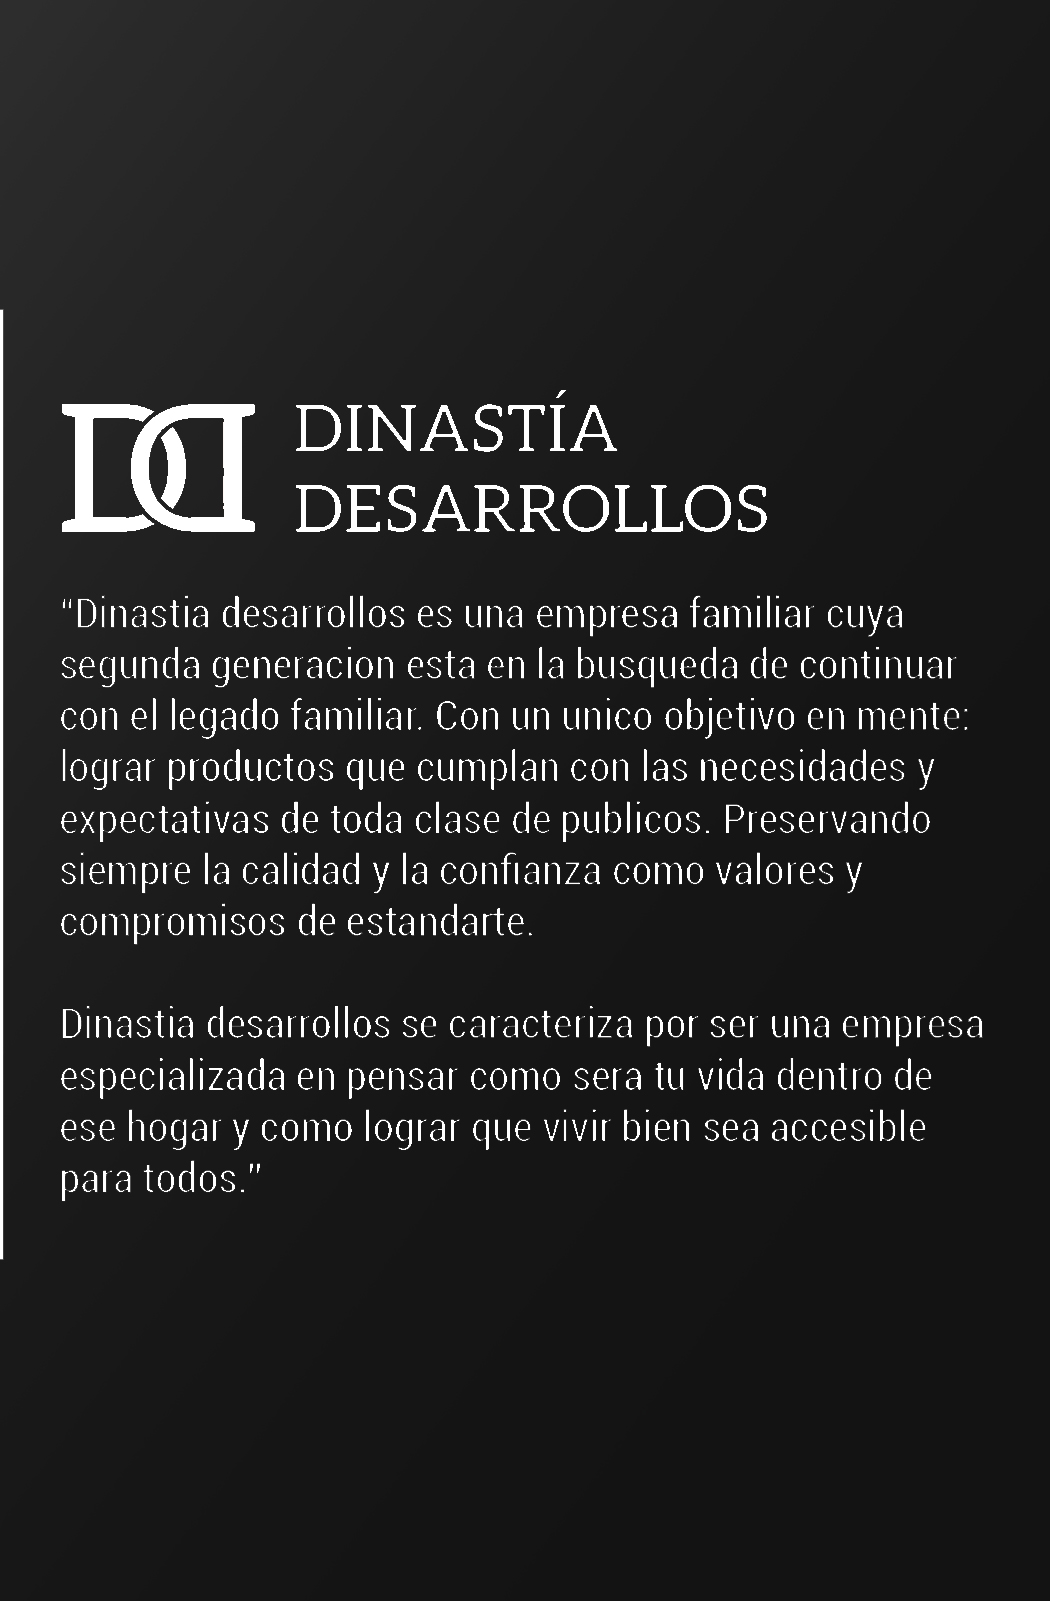 DINASTÍA
DESARROLLOS
"Dinastia desarrollos es una empresa familiar cuya
segunda generacion esta en la busqueda de continuar
con el legado familiar. Con un unico objetivo en mente:
lograr productos que cumplan con las necesidades y
expectativas de toda clase de publicos. Preservando
siempre la calidad y la confianza como valores y
compromisos de estandarte.
Dinastia desarrollos se caracteriza por ser una empresa
especializada en pensar como sera tu vida dentro de
ese hogar y como lograr que vivir bien sea accesible
para todos."